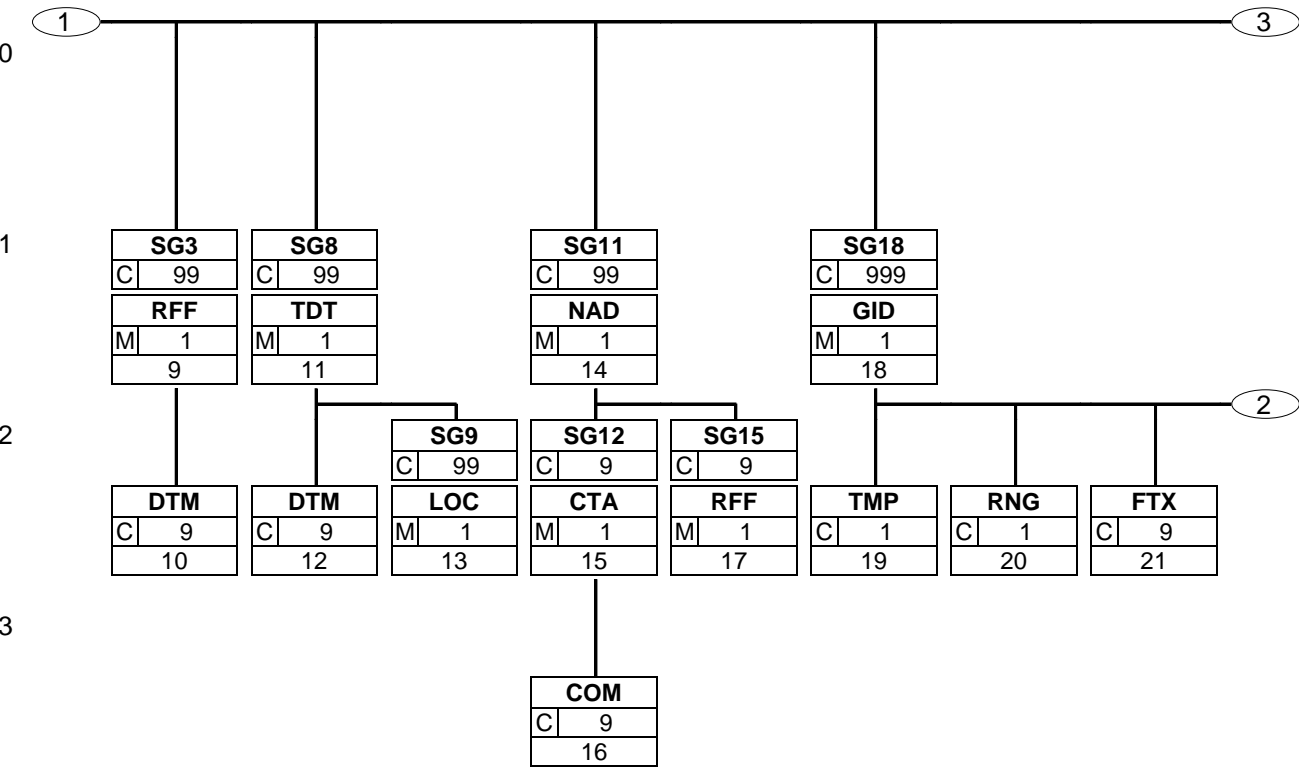 1 3
0
1
SG3 SG8 SG11 SG18
C 99 C 99 C 99 C 999
RFF TDT NAD GID
M 1 M 1 M 1 M 1
9 11 14 18
2
2
SG9 SG12 SG15
C 99 C 9 C 9
DTM DTM LOC CTA RFF TMP RNG FTX
C 9 C 9 M 1 M 1 M 1 C 1 C 1 C 9
10 12 13 15 17 19 20 21
3
COM
C 9
16